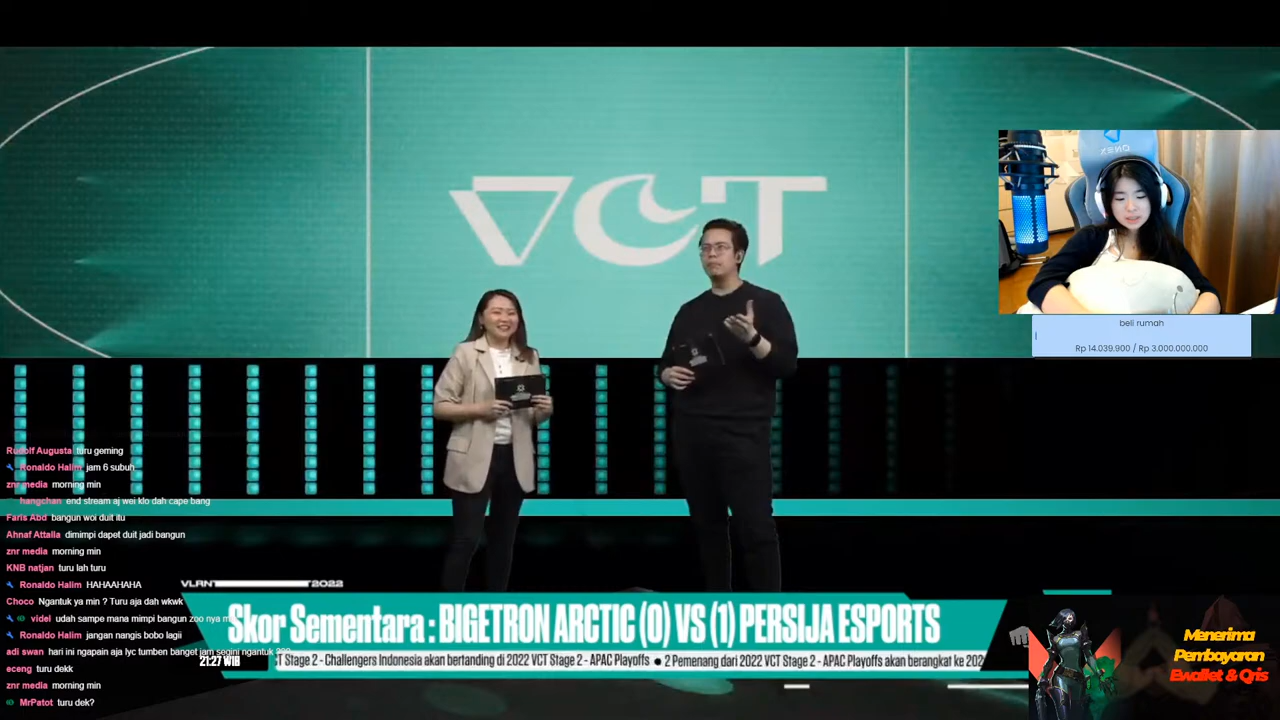 VCT
beli rumah
Rp 14.039.900 / Rp 3.000.000.000
Rudolf Augusta turu geming
Ronaldo Halim jam 6 subuh
znr media morning min
hangchan end stream aj wei klo dah cape bang
Faris Abd bangun woi duit itu
Ahnaf Attalla dimimpi dapet duit jadi bangun
znr media morning min
KNB natjan turu lah turu
Ronaldo Halim HAHAAHAHA
Choco Ngantuk ya min ? Turu aja dah wkwk
videl udah sampe mana mimpi bangun zoo nya
Ronaldo Halim jangan nangis bobo lagii
adi swan hari ini ngapain aja lyc tumben banget jam segini ngantuk
eceng turu dekk
znr media morning min
MrPatot turu dek?
2022
Skor Sementara : BIGETRON ARCTIC (0) VS (1) PERSIJA ESPORTS
21:27 WIB
CT Stage 2 - Challengers Indonesia akan bertanding di 2022 VCT Stage 2 - APAC Playoffs ● 2 Pemenang dari 2022 VCT Stage 2 - APAC Playoffs akan berangkat ke 202
Menerima
Pembayaran
Ewallet & Qris